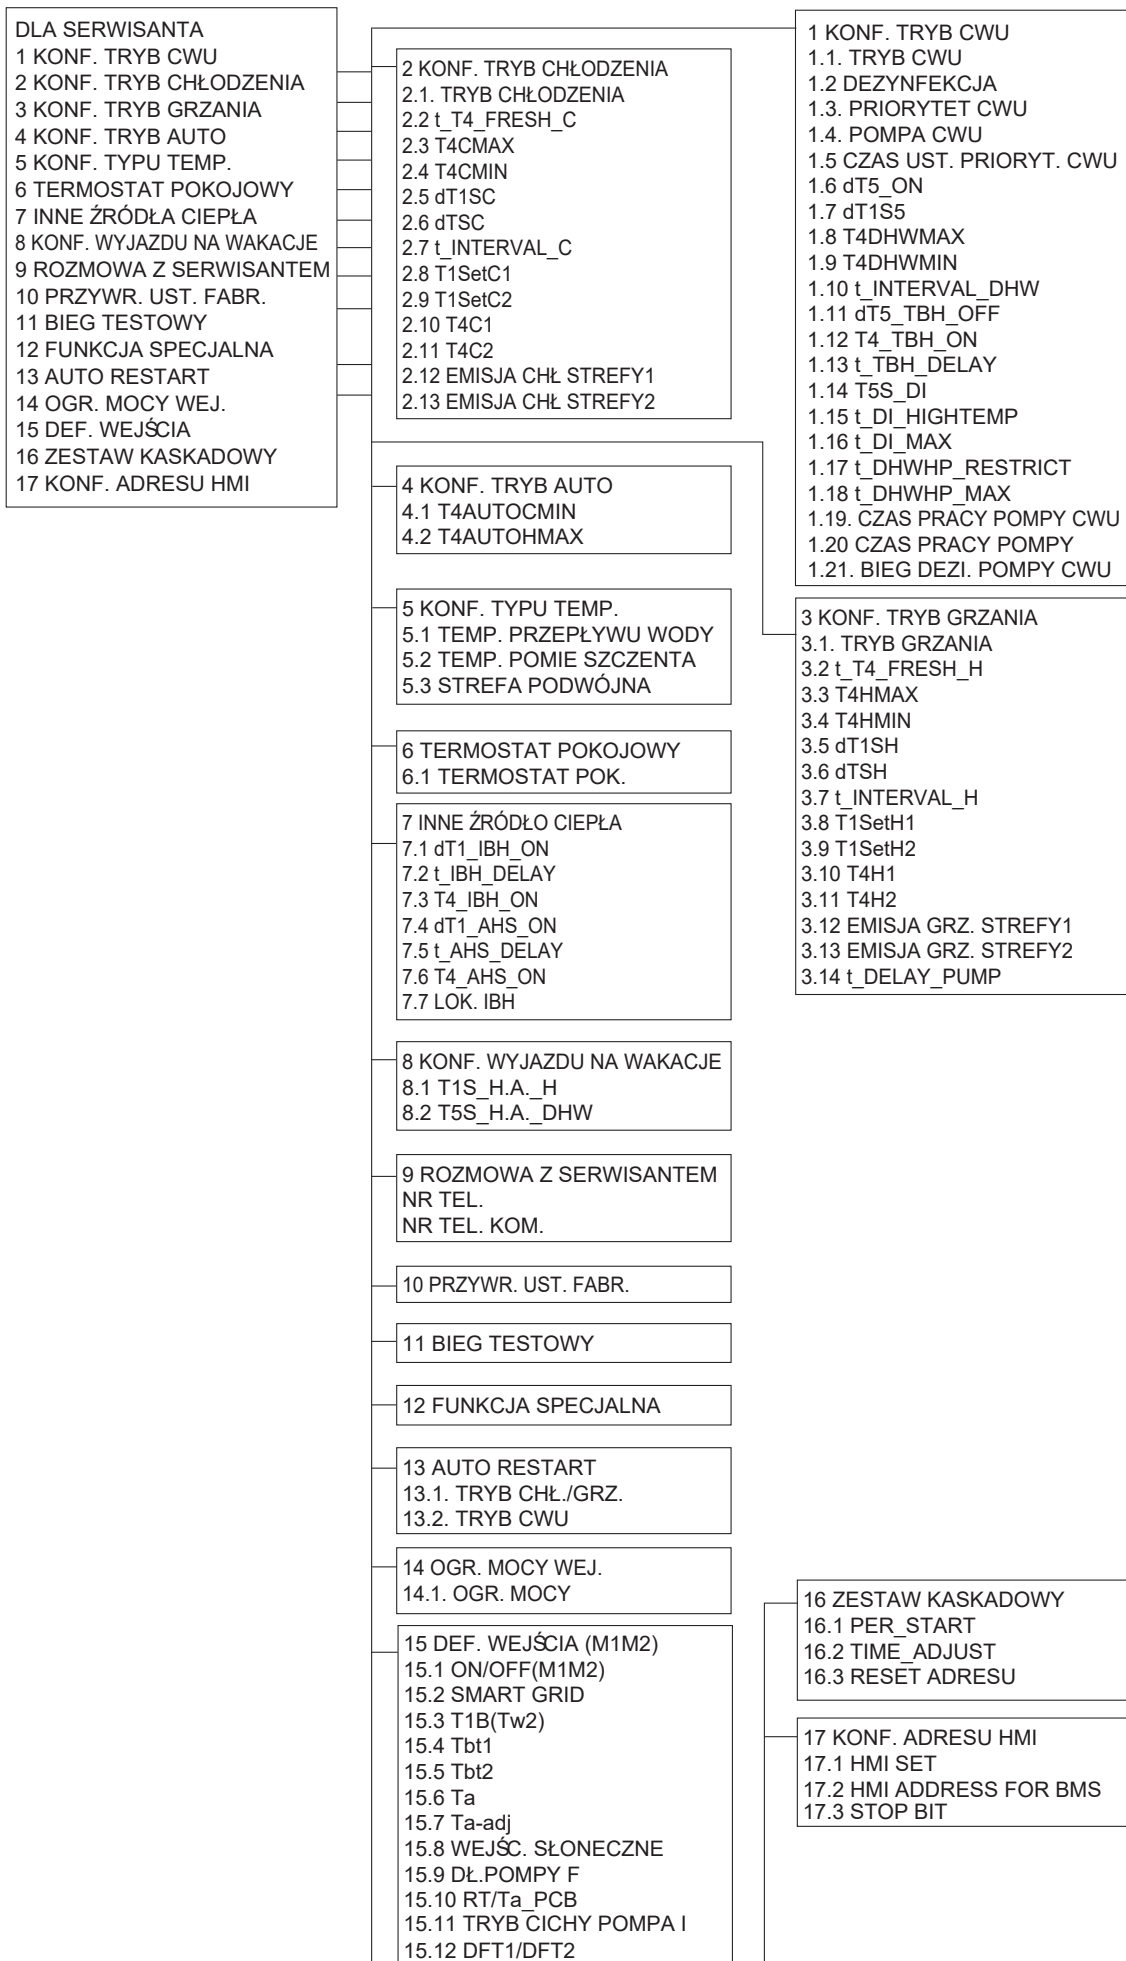 DLA SERWISANTA
1 KONF. TRYB CWU
2 KONF. TRYB CHŁODZENIA
3 KONF. TRYB GRZANIA
4 KONF. TRYB AUTO
5 KONF. TYPU TEMP.
6 TERMOSTAT POKOJOWY
7 INNE ŹRÓDŁA CIEPŁA
8 KONF. WYJAZDU NA WAKACJE
9 ROZMOWA Z SERWISANTEM
10 PRZYWR. UST. FABR.
11 BIEG TESTOWY
12 FUNKCJA SPECJALNA
13 AUTO RESTART
14 OGR. MOCY WEJ.
15 DEF. WEJŚCIA
16 ZESTAW KASKADOWY
17 KONF. ADRESU HMI
1 KONF. TRYB CWU
1.1. TRYB CWU
1.2 DEZYNFEKCJA
1.3. PRIORYTET CWU
1.4. POMPA CWU
1.5 CZAS UST. PRIORYT. CWU
1.6 dT5_ON
1.7 dT1S5
1.8 T4DHWMAX
1.9 T4DHWMIN
1.10 t_INTERVAL_DHW
1.11 dT5_TBH_OFF
1.12 T4_TBH_ON
1.13 t_TBH_DELAY
1.14 T5S_DI
1.15 t_DI_HIGHTEMP
1.16 t_DI_MAX
1.17 t_DHWHP_RESTRICT
1.18 t_DHWHP_MAX
1.19. CZAS PRACY POMPY CWU
1.20 CZAS PRACY POMPY
1.21. BIEG DEZI. POMPY CWU
2 KONF. TRYB CHŁODZENIA
2.1. TRYB CHŁODZENIA
2.2 t_T4_FRESH_C
2.3 T4CMAX
2.4 T4CMIN
2.5 dT1SC
2.6 dTSC
2.7 t_INTERVAL_C
2.8 T1SetC1
2.9 T1SetC2
2.10 T4C1
2.11 T4C2
2.12 EMISJA CHŁ STREFY1
2.13 EMISJA CHŁ STREFY2
3 KONF. TRYB GRZANIA
3.1. TRYB GRZANIA
3.2 t_T4_FRESH_H
3.3 T4HMAX
3.4 T4HMIN
3.5 dT1SH
3.6 dTSH
3.7 t_INTERVAL_H
3.8 T1SetH1
3.9 T1SetH2
3.10 T4H1
3.11 T4H2
3.12 EMISJA GRZ. STREFY1
3.13 EMISJA GRZ. STREFY2
3.14 t_DELAY_PUMP
4 KONF. TRYB AUTO
4.1 T4AUTOCMIN
4.2 T4AUTOHMAX
5 KONF. TYPU TEMP.
5.1 TEMP. PRZEPŁYWU WODY
5.2 TEMP. POMIE SZCZENTA
5.3 STREFA PODWÓJNA
6 TERMOSTAT POKOJOWY
6.1 TERMOSTAT POK.
7 INNE ŹRÓDŁO CIEPŁA
7.1 dT1_IBH_ON
7.2 t_IBH_DELAY
7.3 T4_IBH_ON
7.4 dT1_AHS_ON
7.5 t_AHS_DELAY
7.6 T4_AHS_ON
7.7 LOK. IBH
8 KONF. WYJAZDU NA WAKACJE
8.1 T1S_H.A._H
8.2 T5S_H.A._DHW
9 ROZMOWA Z SERWISANTEM
NR TEL.
NR TEL. KOM.
10 PRZYWR. UST. FABR.
11 BIEG TESTOWY
12 FUNKCJA SPECJALNA
13 AUTO RESTART
13.1. TRYB CHŁ./GRZ.
13.2. TRYB CWU
14 OGR. MOCY WEJ.
14.1. OGR. MOCY
15 DEF. WEJŚCIA (M1M2)
15.1 ON/OFF(M1M2)
15.2 SMART GRID
15.3 T1B(Tw2)
15.4 Tbt1
15.5 Tbt2
15.6 Ta
15.7 Ta-adj
15.8 WEJŚC. SŁONECZNE
15.9 DŁ.POMPY F
15.10 RT/Ta_PCB
15.11 TRYB CICHY POMPA I
15.12 DFT1/DFT2
16 ZESTAW KASKADOWY
16.1 PER_START
16.2 TIME_ADJUST
16.3 RESET ADRESU
17 KONF. ADRESU HMI
17.1 HMI SET
17.2 HMI ADDRESS FOR BMS
17.3 STOP BIT